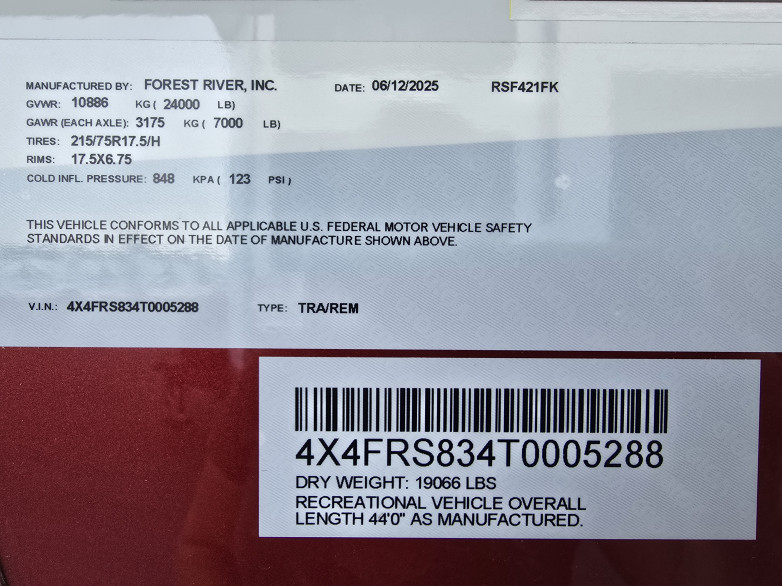 MANUFACTURED BY: FOREST RIVER, INC. DATE: 06/12/2025 RSF421FK
GVWR: 10886 KG ( 24000 LB)
GAWR (EACH AXLE): 3175 KG ( 7000 LB)
TIRES: 215/75R17.5/H
RIMS: 17.5X6.75
COLD INFL. PRESSURE: 848 KPA ( 123 PSI )
THIS VEHICLE CONFORMS TO ALL APPLICABLE U.S. FEDERAL MOTOR VEHICLE SAFETY
STANDARDS IN EFFECT ON THE DATE OF MANUFACTURE SHOWN ABOVE.
V.I.N.: 4X4FRS834T0005288 TYPE: TRA/REM
4X4FRS834T0005288
DRY WEIGHT: 19066 LBS
RECREATIONAL VEHICLE OVERALL
LENGTH 44'0" AS MANUFACTURED.